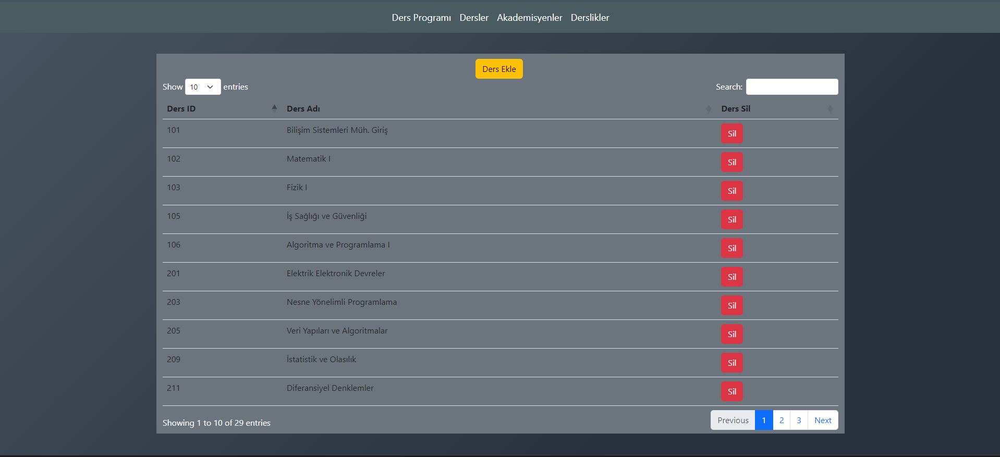 Ders Programı Dersler Akademisyenler Derslikler
Ders Ekle
Show 10 entries Search:
Ders ID Ders Adı Ders Sil
101 Bilişim Sistemleri Müh. Giriş Sil
102 Matematik I Sil
103 Fizik I Sil
105 İş Sağlığı ve Güvenliği Sil
106 Algoritma ve Programlama I Sil
201 Elektrik Elektronik Devreler Sil
203 Nesne Yönelimli Programlama Sil
205 Veri Yapıları ve Algoritmalar Sil
209 İstatistik ve Olasılık Sil
211 Diferansiyel Denklemler Sil
Showing 1 to 10 of 29 entries Previous 1 2 3 Next